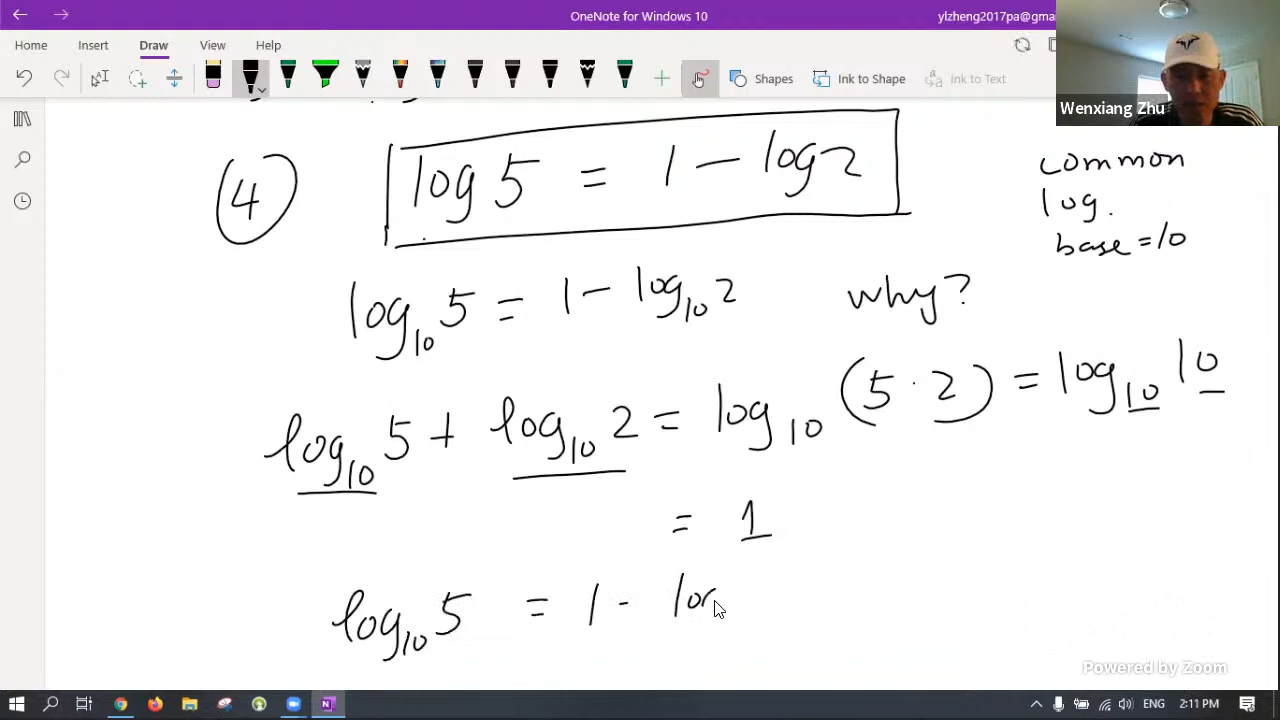 OneNote for Windows 10
ylzheng2017pa@gma
Home Insert Draw View Help
Shapes Ink to Shape Ink to Text
Wenxiang Zhu
④ log 5 = 1 - log 2
common
log.
base = 10
log₁₀ 5 = 1 - log₁₀ 2 why?
log₁₀ 5 + log₁₀ 2 = log₁₀ (5 · 2) = log₁₀ 10
= 1
log₁₀ 5 = 1 - log
Powered by Zoom
ENG 2:11 PM